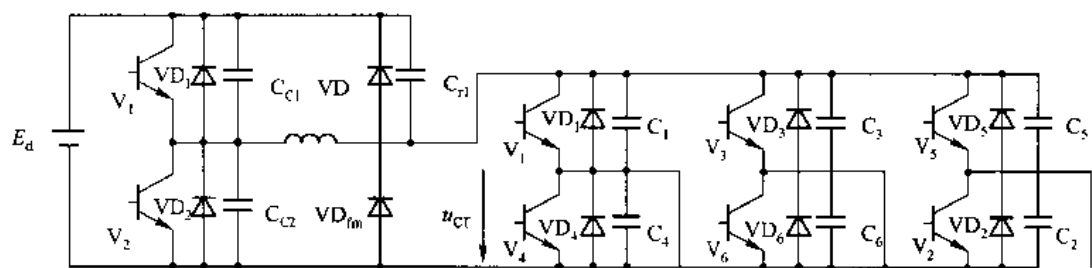 E_d
V_1
VD_1
C_C1
VD
C_r1
V_2
VD_2
C_C2
VD_fm
u_Cr
V_1
VD_1
C_1
V_3
VD_3
C_3
V_5
VD_5
C_5
V_4
VD_4
C_4
V_6
VD_6
C_6
V_2
VD_2
C_2